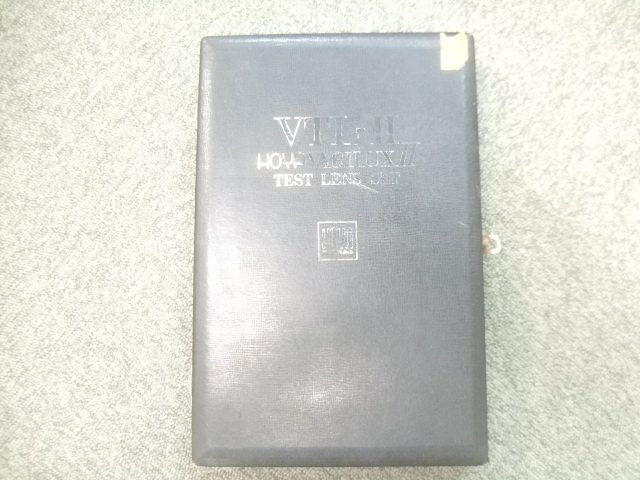 VTL-II
HOYA VARILUX II
TEST LENS SET